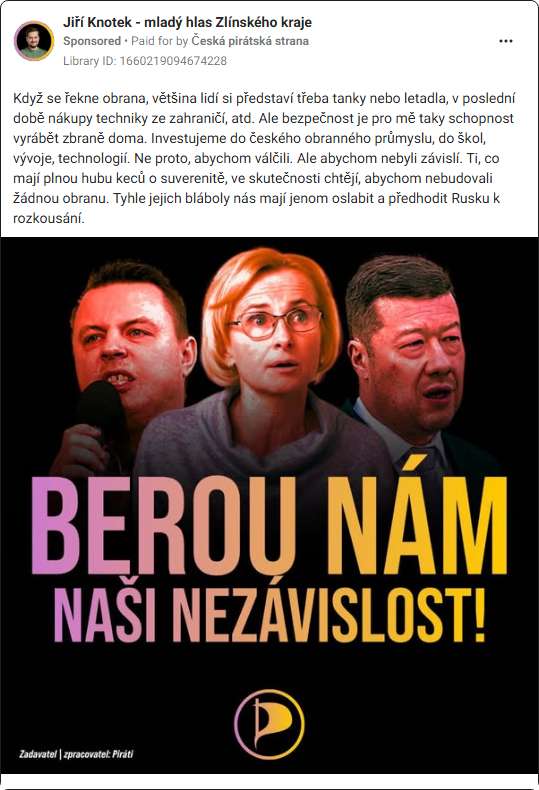 Jiří Knotek - mladý hlas Zlínského kraje
Sponsored • Paid for by Česká pirátská strana
Library ID: 1660219094674228
Když se řekne obrana, většina lidí si představí třeba tanky nebo letadla, v poslední
době nákupy techniky ze zahraničí, atd. Ale bezpečnost je pro mě taky schopnost
vyrábět zbraně doma. Investujeme do českého obranného průmyslu, do škol,
vývoje, technologií. Ne proto, abychom válčili. Ale abychom nebyli závislí. Ti, co
mají plnou hubu keců o suverenitě, ve skutečnosti chtějí, abychom nebudovali
žádnou obranu. Tyhle jejich bláboly nás mají jenom oslabit a předhodit Rusku k
rozkousání.
BEROU NÁM
NAŠI NEZÁVISLOST!
Zadavatel | zpracovatel: Piráti